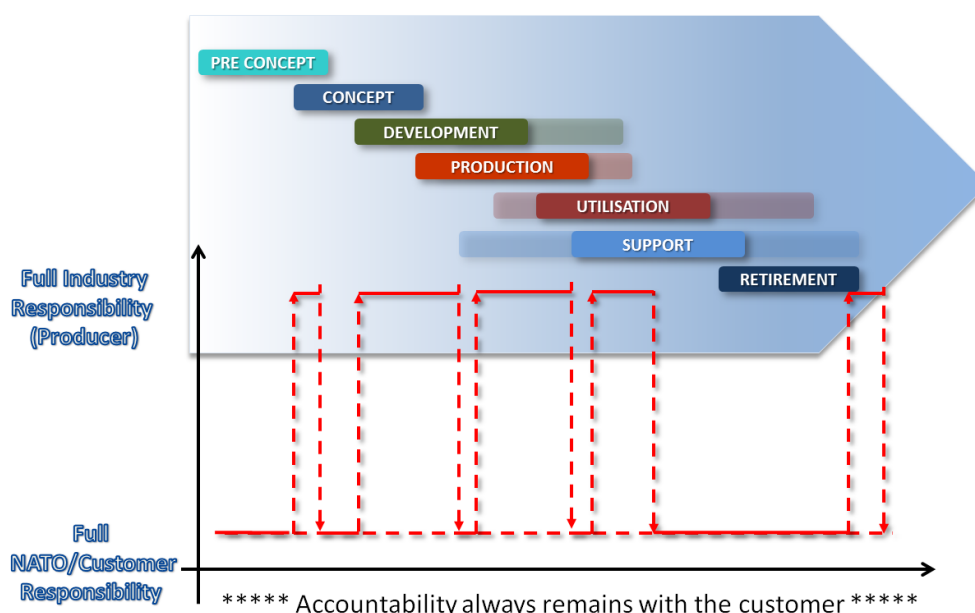 PRE CONCEPT
CONCEPT
DEVELOPMENT
PRODUCTION
UTILISATION
SUPPORT
RETIREMENT
Full Industry
Responsibility
(Producer)
Full
NATO/Customer
Responsibility
***** Accountability always remains with the customer *****